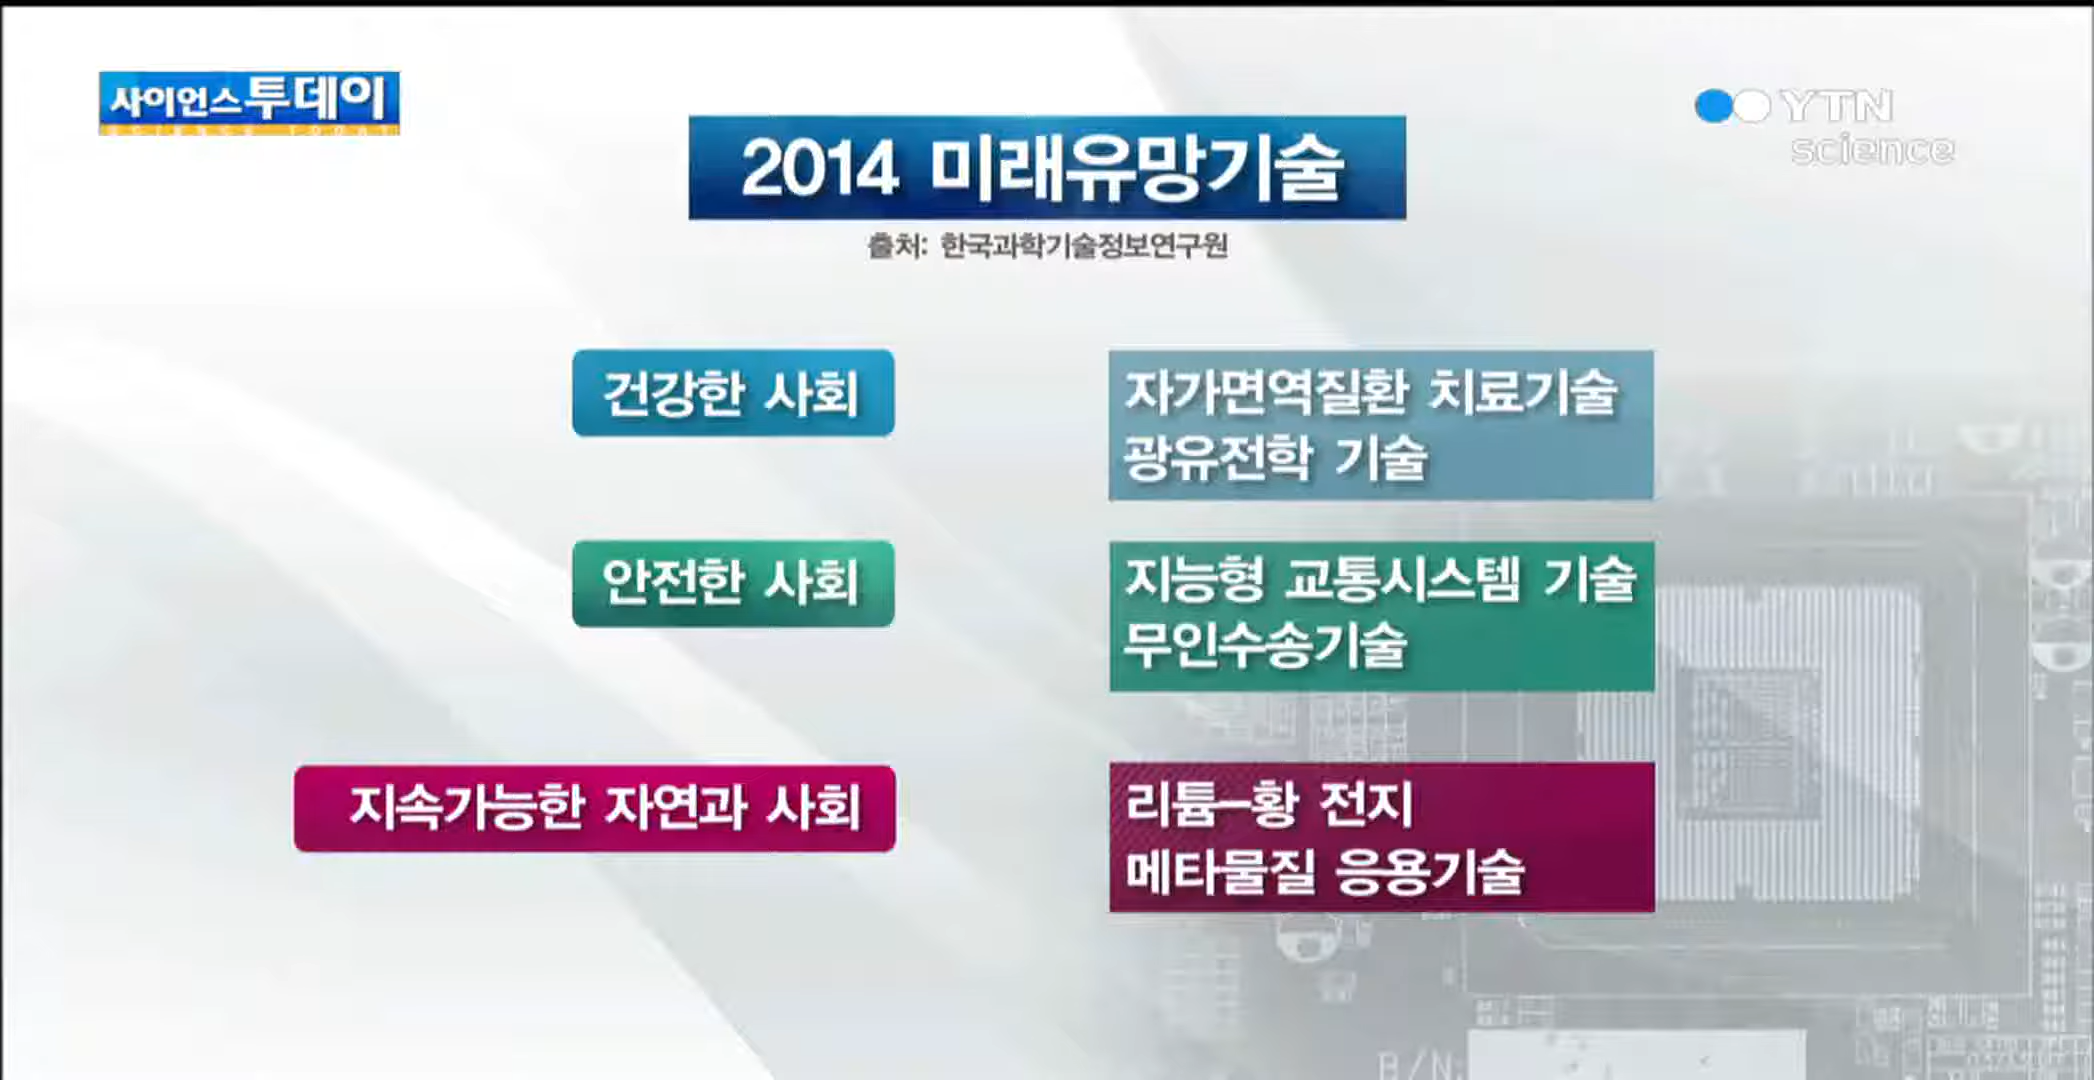 사이언스투데이
SCIENCE TODAY
YTN
science
2014 미래유망기술
출처: 한국과학기술정보연구원
건강한 사회
자가면역질환 치료기술
광유전학 기술
안전한 사회
지능형 교통시스템 기술
무인수송기술
지속가능한 자연과 사회
리튬-황 전지
메타물질 응용기술
B/N: